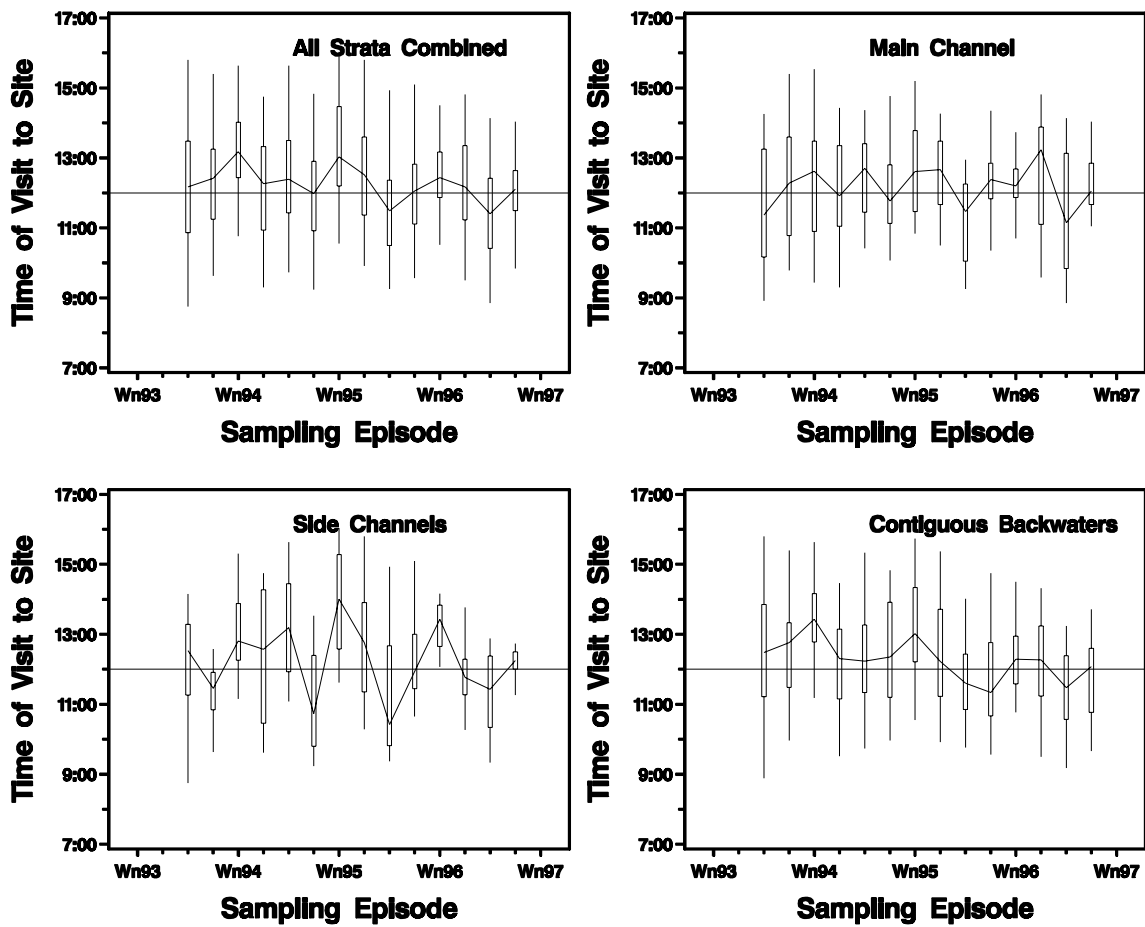 17:00
All Strata Combined
15:00
13:00
11:00
9:00
7:00
Time of Visit to Site
Wn93 Wn94 Wn95 Wn96 Wn97
Sampling Episode
17:00
Main Channel
15:00
13:00
11:00
9:00
7:00
Time of Visit to Site
Wn93 Wn94 Wn95 Wn96 Wn97
Sampling Episode
17:00
Side Channels
15:00
13:00
11:00
9:00
7:00
Time of Visit to Site
Wn93 Wn94 Wn95 Wn96 Wn97
Sampling Episode
17:00
Contiguous Backwaters
15:00
13:00
11:00
9:00
7:00
Time of Visit to Site
Wn93 Wn94 Wn95 Wn96 Wn97
Sampling Episode